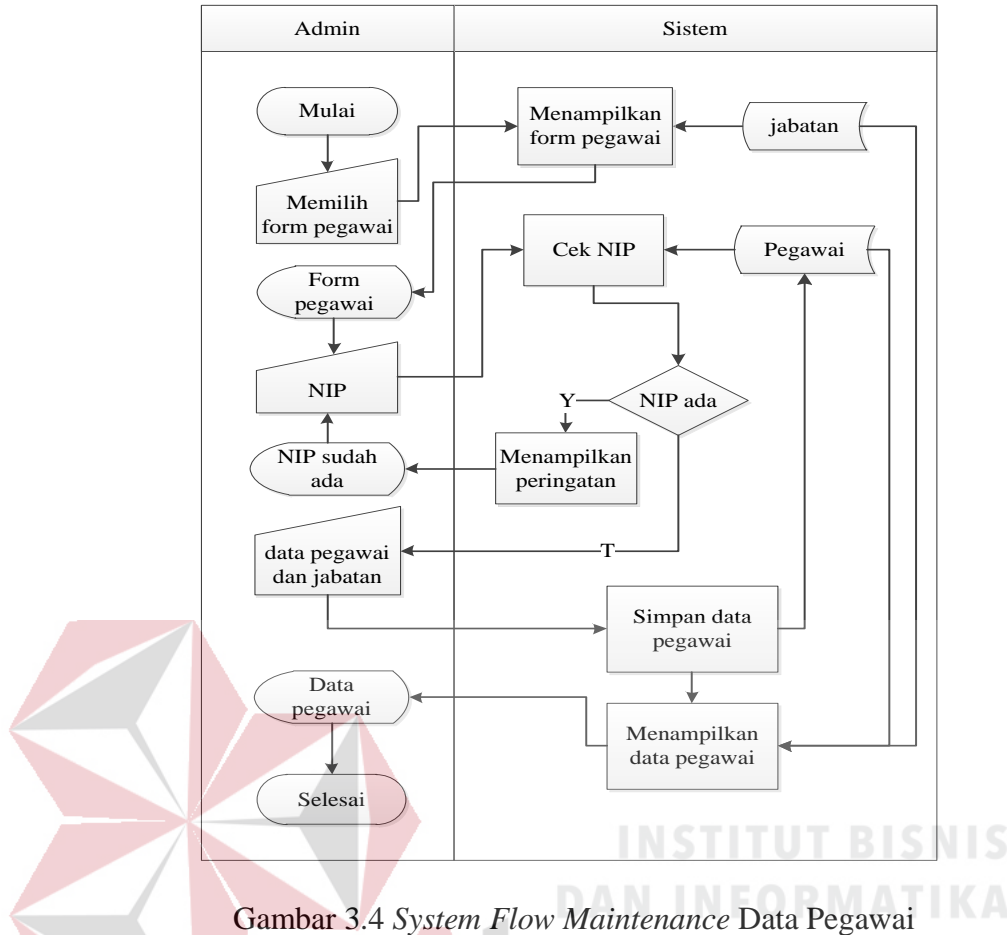 Admin
Sistem
Mulai
Menampilkan
form pegawai
jabatan
Memilih
form pegawai
Cek NIP
Pegawai
Form
pegawai
NIP
NIP ada
Y
NIP sudah
ada
Menampilkan
peringatan
data pegawai
dan jabatan
T
Simpan data
pegawai
Data
pegawai
Menampilkan
data pegawai
Selesai
INSTITUT BISNIS
DAN INFORMATIKA
Gambar 3.4 System Flow Maintenance Data Pegawai